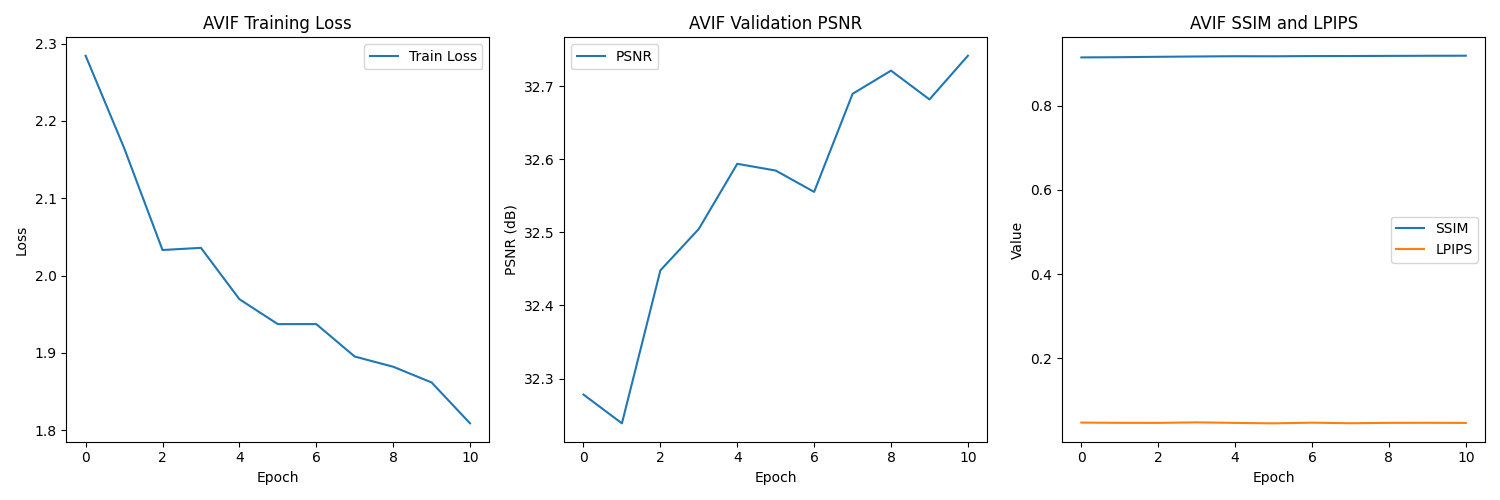 AVIF Training Loss
Train Loss
2.3
2.2
2.1
2.0
1.9
1.8
Loss
0 2 4 6 8 10
Epoch
AVIF Validation PSNR
PSNR
32.7
32.6
32.5
32.4
32.3
PSNR (dB)
0 2 4 6 8 10
Epoch
AVIF SSIM and LPIPS
0.8
0.6
0.4
0.2
Value
SSIM
LPIPS
0 2 4 6 8 10
Epoch